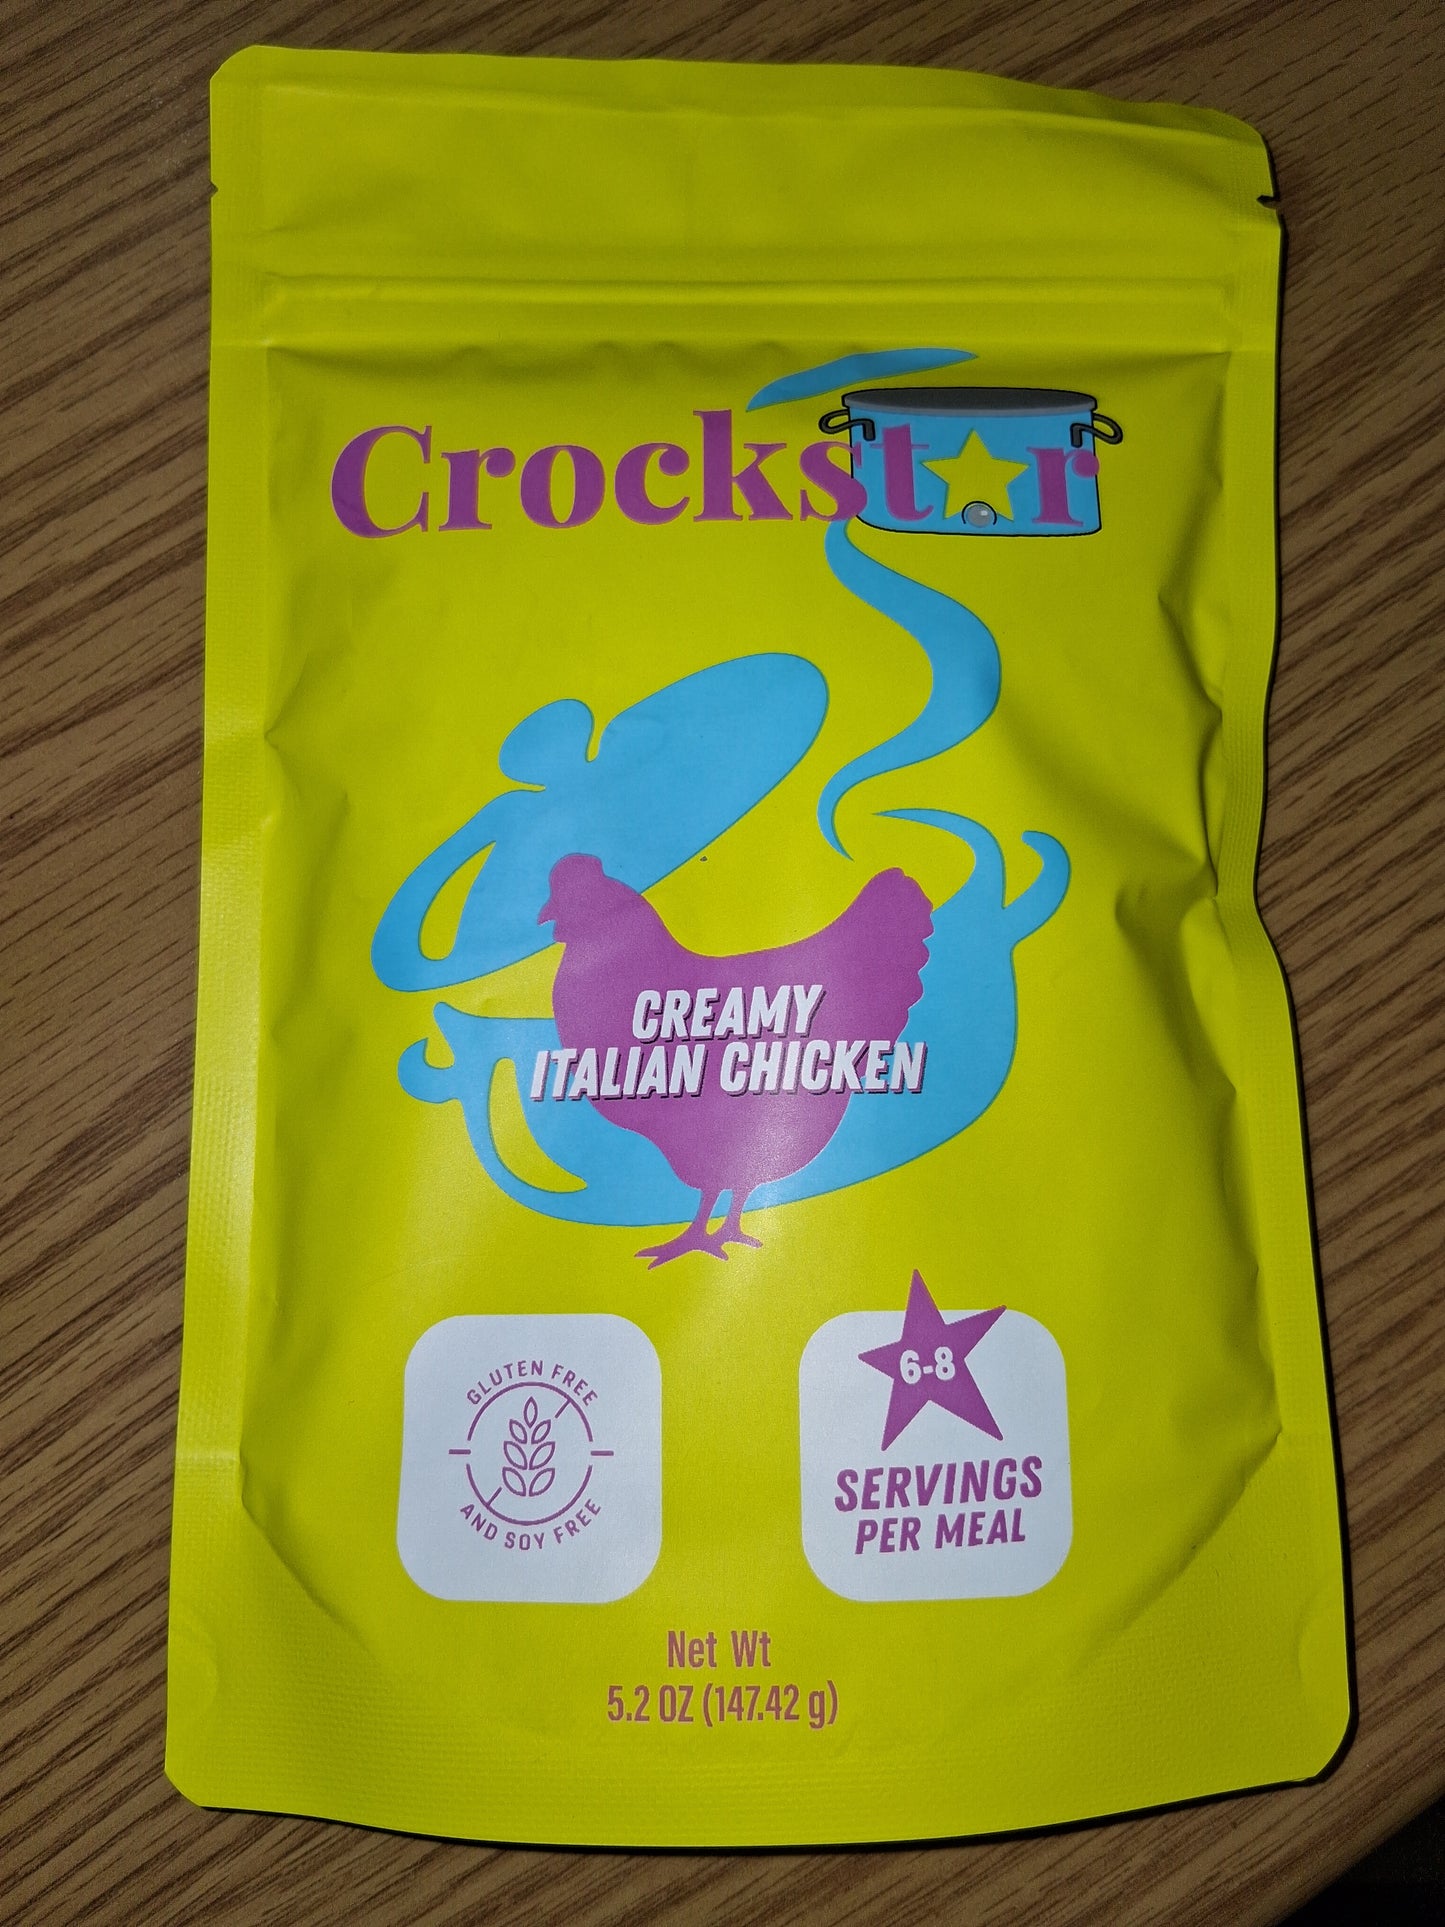 Crockstar
CREAMY
ITALIAN CHICKEN
GLUTEN FREE
AND SOY FREE
6-8
SERVINGS
PER MEAL
Net Wt
5.2 OZ (147.42 g)